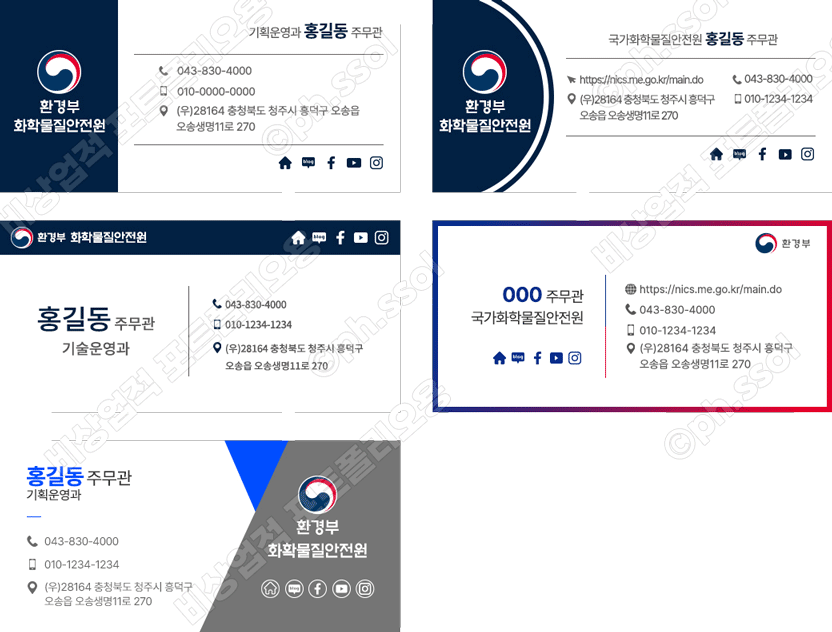 기획운영과 홍길동 주무관
043-830-4000
010-0000-0000
(우)28164 충청북도 청주시 흥덕구 오송읍
오송생명11로 270
환경부
화학물질안전원
blog
국가화학물질안전원 홍길동 주무관
https://nics.me.go.kr/main.do
043-830-4000
(우)28164 충청북도 청주시 흥덕구
오송읍 오송생명11로 270
010-1234-1234
환경부
화학물질안전원
blog
환경부 화학물질안전원
blog
홍길동 주무관
기술운영과
043-830-4000
010-1234-1234
(우)28164 충청북도 청주시 흥덕구
오송읍 오송생명11로 270
환경부
000 주무관
국가화학물질안전원
blog
https://nics.me.go.kr/main.do
043-830-4000
010-1234-1234
(우)28164 충청북도 청주시 흥덕구
오송읍 오송생명11로 270
홍길동 주무관
기획운영과
043-830-4000
010-1234-1234
(우)28164 충청북도 청주시 흥덕구
오송읍 오송생명11로 270
환경부
화학물질안전원
blog
비상업적 포트폴리오용
©ph.ssol